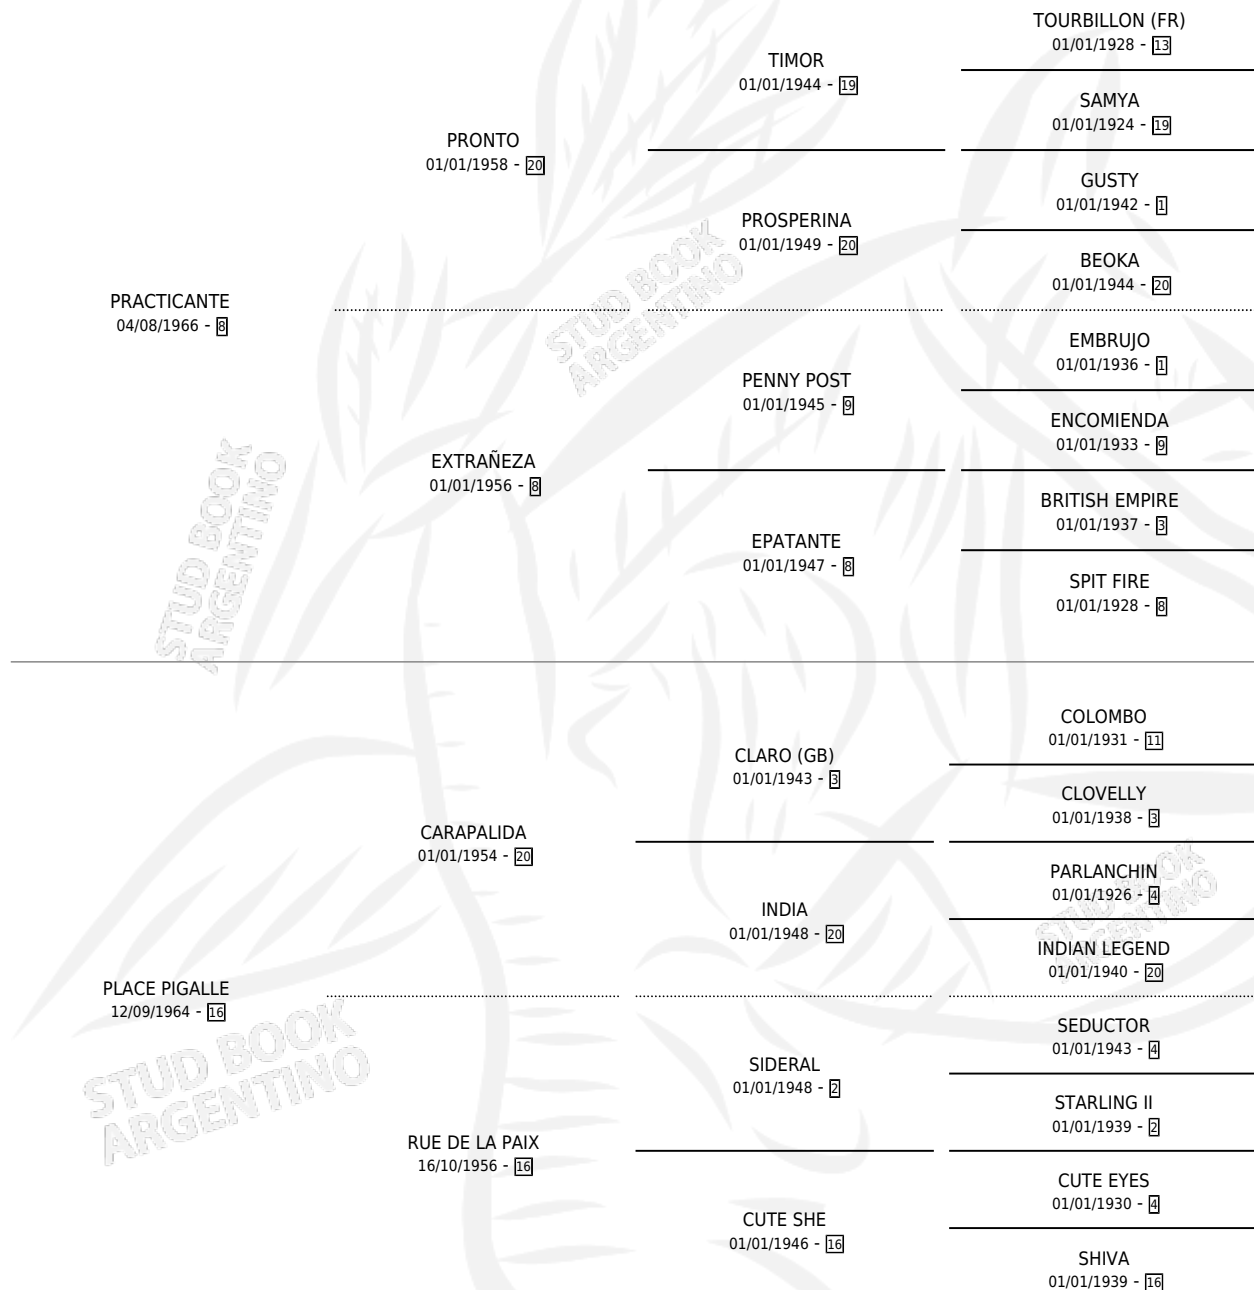 TOURBILLON (FR)
01/01/1928 - 13
TIMOR
01/01/1944 - 19
SAMYA
01/01/1924 - 19
PRONTO
01/01/1958 - 20
GUSTY
01/01/1942 - 1
PROSPERINA
01/01/1949 - 20
BEOKA
01/01/1944 - 20
PRACTICANTE
04/08/1966 - 8
EMBRUJO
01/01/1936 - 1
PENNY POST
01/01/1945 - 9
ENCOMIENDA
01/01/1933 - 9
EXTRAÑEZA
01/01/1956 - 8
BRITISH EMPIRE
01/01/1937 - 3
EPATANTE
01/01/1947 - 8
SPIT FIRE
01/01/1928 - 8
COLOMBO
01/01/1931 - 11
CLARO (GB)
01/01/1943 - 3
CLOVELLY
01/01/1938 - 3
CARAPALIDA
01/01/1954 - 20
PARLANCHIN
01/01/1926 - 4
INDIA
01/01/1948 - 20
INDIAN LEGEND
01/01/1940 - 20
PLACE PIGALLE
12/09/1964 - 16
SEDUCTOR
01/01/1943 - 4
SIDERAL
01/01/1948 - 2
STARLING II
01/01/1939 - 2
RUE DE LA PAIX
16/10/1956 - 16
CUTE EYES
01/01/1930 - 4
CUTE SHE
01/01/1946 - 16
SHIVA
01/01/1939 - 16
STUD BOOK
ARGENTINO
STUD BOOK
ARGENTINO
STUD BOOK
ARGENTINO
STUD BOOK
ARGENTINO